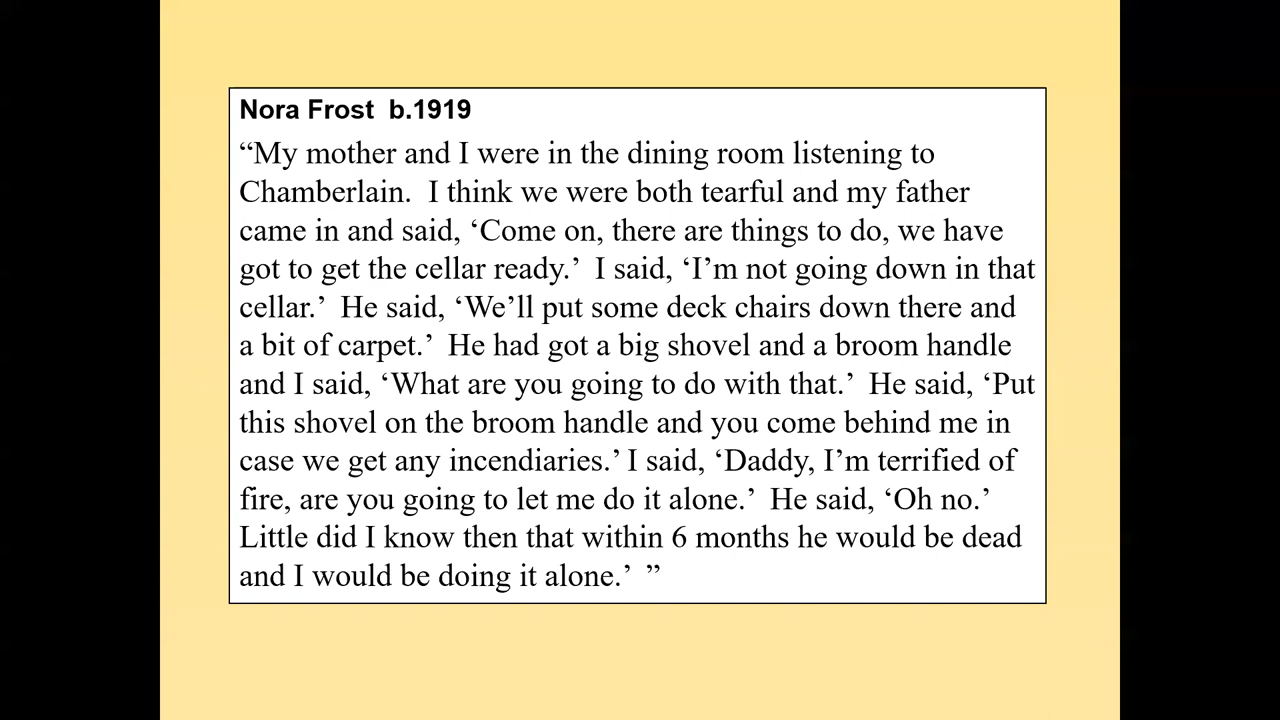 Nora Frost  b.1919
“My mother and I were in the dining room listening to
Chamberlain.  I think we were both tearful and my father
came in and said, ‘Come on, there are things to do, we have
got to get the cellar ready.’  I said, ‘I’m not going down in that
cellar.’  He said, ‘We’ll put some deck chairs down there and
a bit of carpet.’  He had got a big shovel and a broom handle
and I said, ‘What are you going to do with that.’  He said, ‘Put
this shovel on the broom handle and you come behind me in
case we get any incendiaries.’ I said, ‘Daddy, I’m terrified of
fire, are you going to let me do it alone.’  He said, ‘Oh no.’
Little did I know then that within 6 months he would be dead
and I would be doing it alone.’  ”